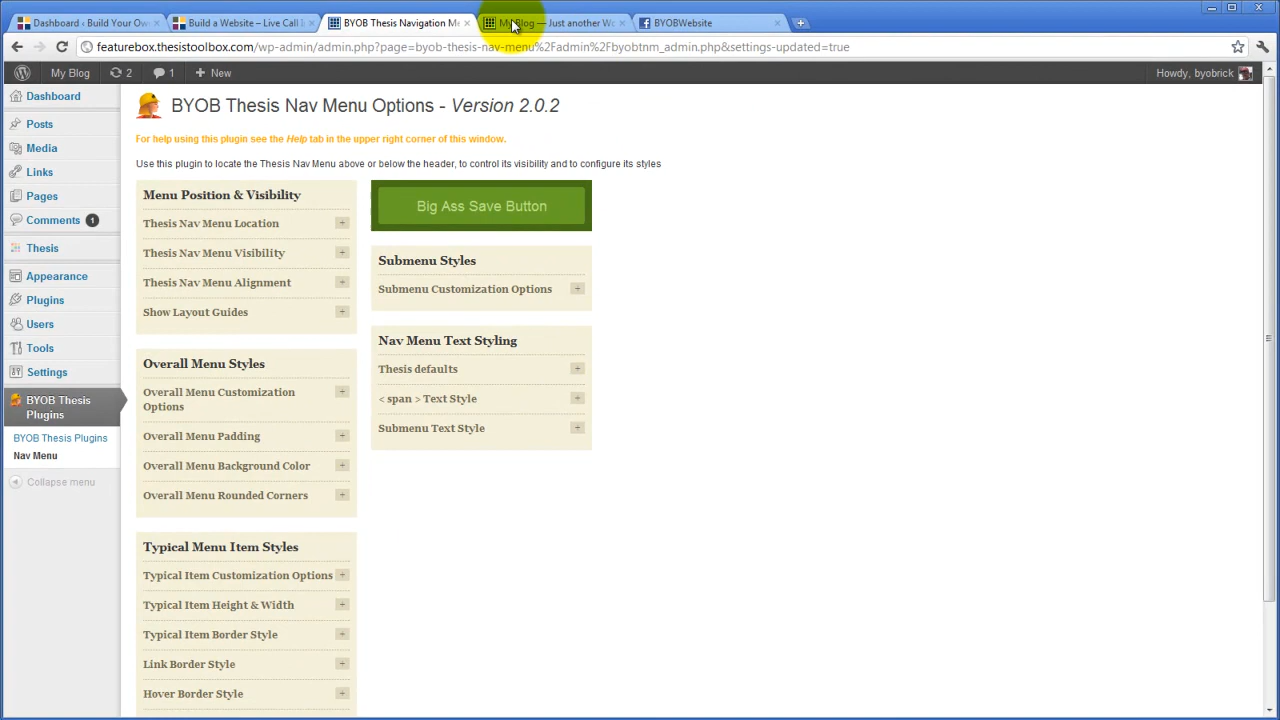 Dashboard ‹ Build Your Own
Build a Website – Live Call I
BYOB Thesis Navigation Me
My Blog — Just another Wo
BYOBWebsite
featurebox.thesistoolbox.com/wp-admin/admin.php?page=byob-thesis-nav-menu%2Fadmin%2Fbyobtnm_admin.php&settings-updated=true
My Blog
2
1
New
Howdy, byobrick
Dashboard
Posts
Media
Links
Pages
Comments 1
Thesis
Appearance
Plugins
Users
Tools
Settings
BYOB Thesis
Plugins
BYOB Thesis Plugins
Nav Menu
Collapse menu
BYOB Thesis Nav Menu Options - Version 2.0.2
For help using this plugin see the Help tab in the upper right corner of this window.
Use this plugin to locate the Thesis Nav Menu above or below the header, to control its visibility and to configure its styles
Menu Position & Visibility
Thesis Nav Menu Location +
Thesis Nav Menu Visibility +
Thesis Nav Menu Alignment +
Show Layout Guides +
Overall Menu Styles
Overall Menu Customization +
Options
Overall Menu Padding +
Overall Menu Background Color +
Overall Menu Rounded Corners +
Typical Menu Item Styles
Typical Item Customization Options +
Typical Item Height & Width +
Typical Item Border Style +
Link Border Style +
Hover Border Style +
Big Ass Save Button
Submenu Styles
Submenu Customization Options +
Nav Menu Text Styling
Thesis defaults +
< span > Text Style +
Submenu Text Style +